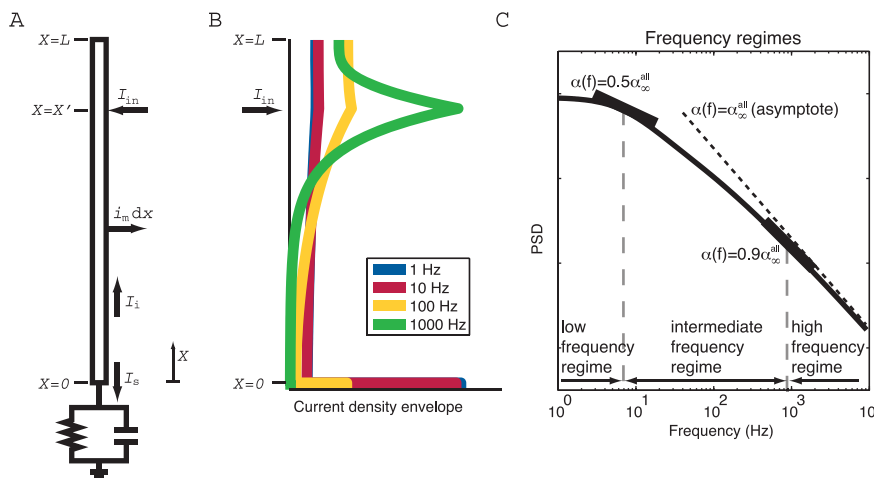 A
X=L
X=X'
I_in
i_m dx
I_i
I_s
X
X=0
B
X=L
I_in
1 Hz
10 Hz
100 Hz
1000 Hz
X=0
Current density envelope
C
Frequency regimes
α(f)=0.5α∞^all
α(f)=α∞^all (asymptote)
α(f)=0.9α∞^all
PSD
low
frequency
regime
intermediate
frequency
regime
high
frequency
regime
10^0
10^1
10^2
10^3
10
Frequency (Hz)